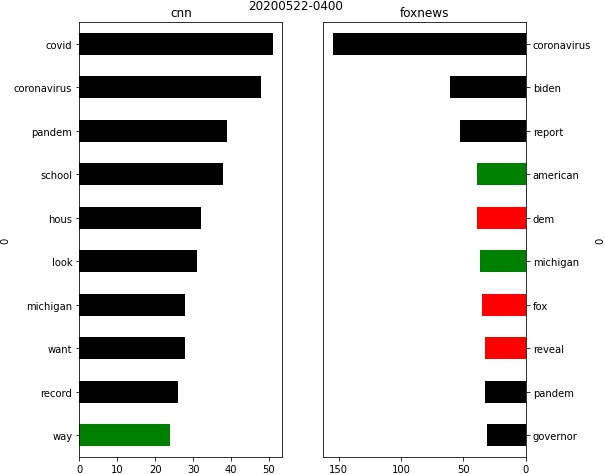 20200522-0400
cnn
foxnews
covid
coronavirus
pandem
school
hous
look
michigan
want
record
way
0
0 10 20 30 40 50
coronavirus
biden
report
american
dem
michigan
fox
reveal
pandem
governor
0
150 100 50 0